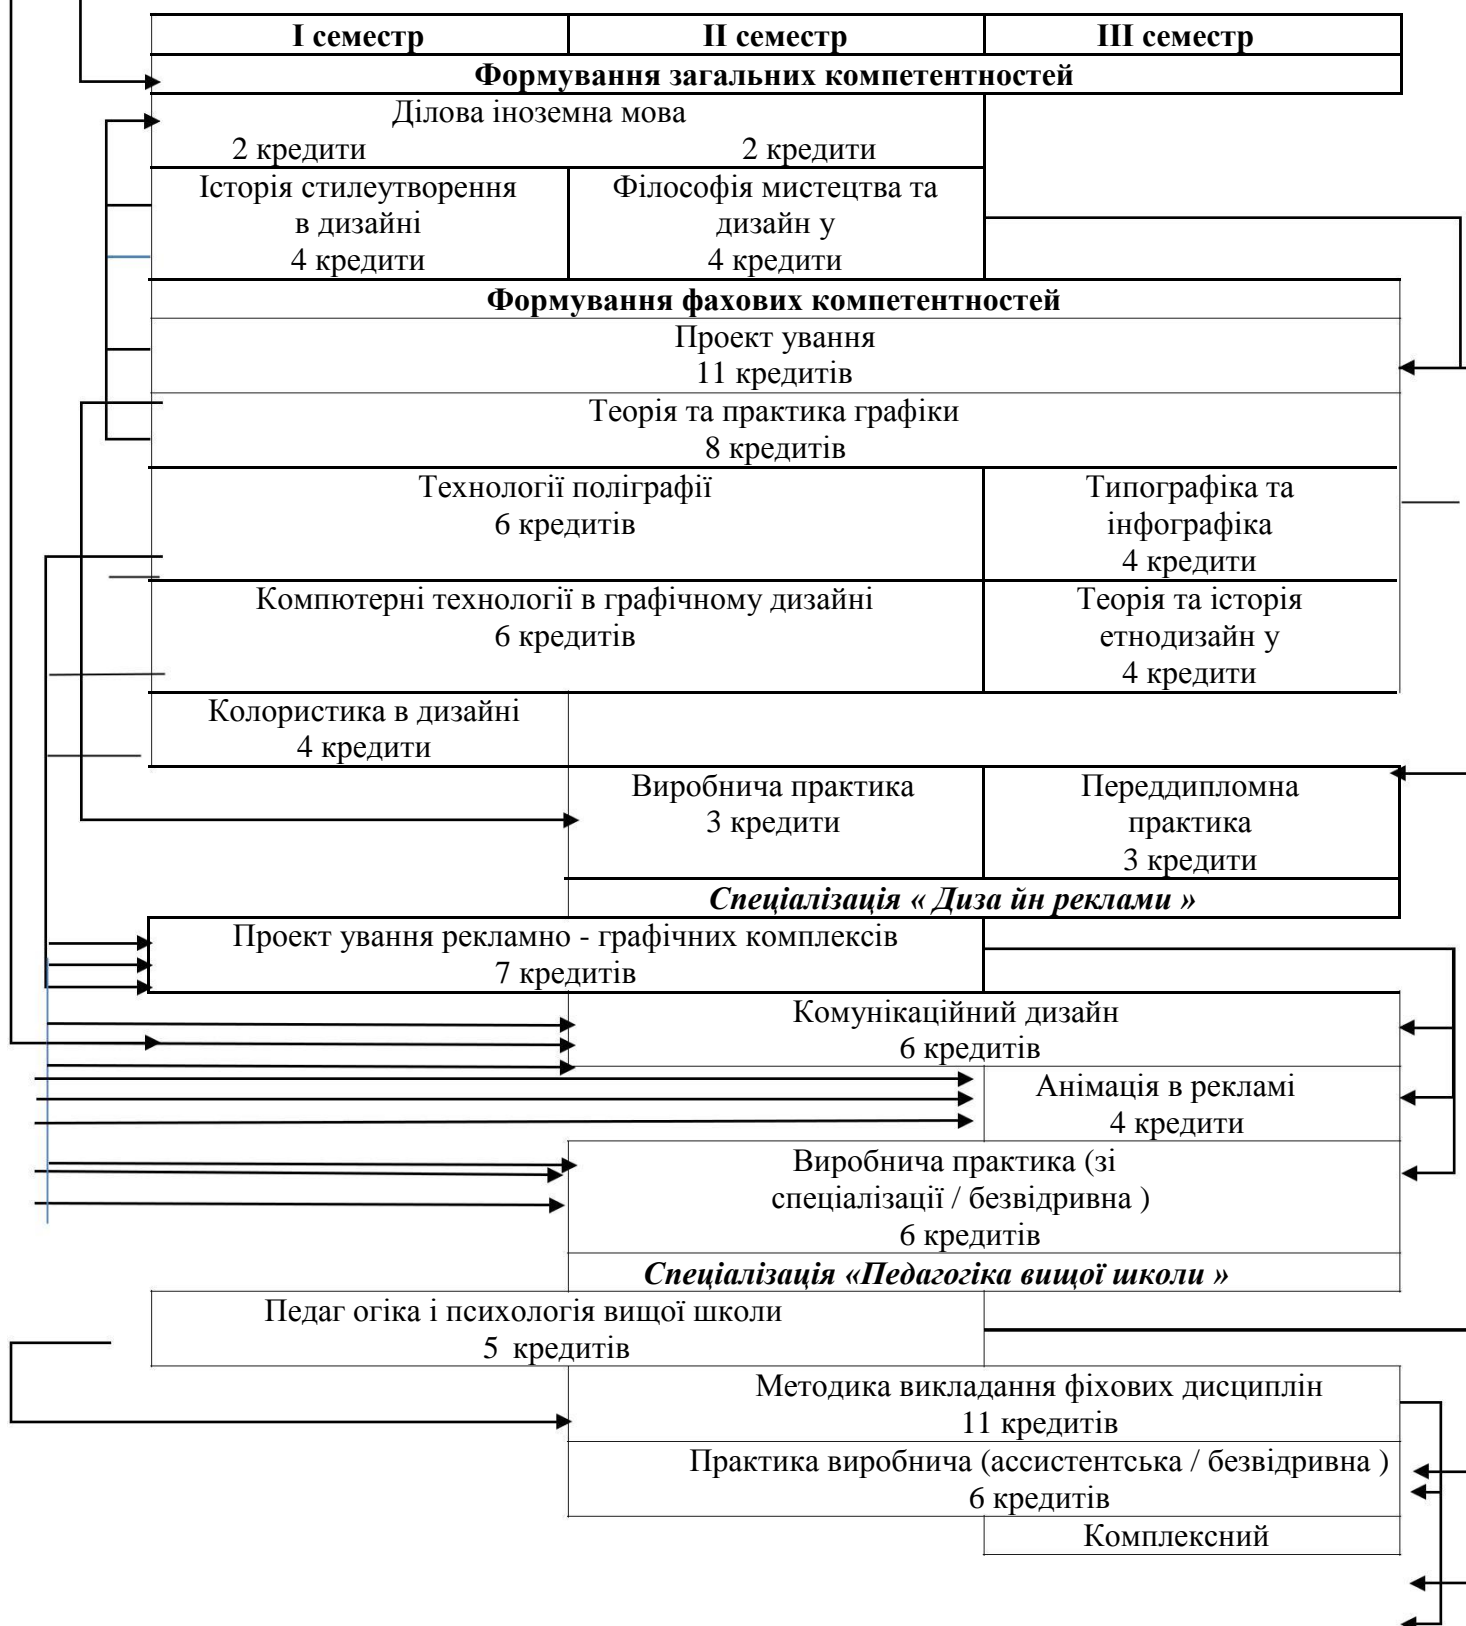 І семестр ІІ семестр ІІІ семестр
Формування загальних компетентностей
Ділова іноземна мова
2 кредити 2 кредити
Історія стилеутворення
в дизайні
4 кредити
Філософія мистецтва та
дизайн у
4 кредити
Формування фахових компетентностей
Проект ування
11 кредитів
Теорія та практика графіки
8 кредитів
Технології поліграфії
6 кредитів
Типографіка та
інфографіка
4 кредити
Компютерні технології в графічному дизайні
6 кредитів
Теорія та історія
етнодизайн у
4 кредити
Колористика в дизайні
4 кредити
Виробнича практика
3 кредити
Переддипломна
практика
3 кредити
Спеціалізація « Диза йн реклами »
Проект ування рекламно - графічних комплексів
7 кредитів
Комунікаційний дизайн
6 кредитів
Анімація в рекламі
4 кредити
Виробнича практика (зі
спеціалізації / безвідривна )
6 кредитів
Спеціалізація «Педагогіка вищої школи »
Педаг огіка і психологія вищої школи
5 кредитів
Методика викладання фіхових дисциплін
11 кредитів
Практика виробнича (ассистентська / безвідривна )
6 кредитів
Комплексний